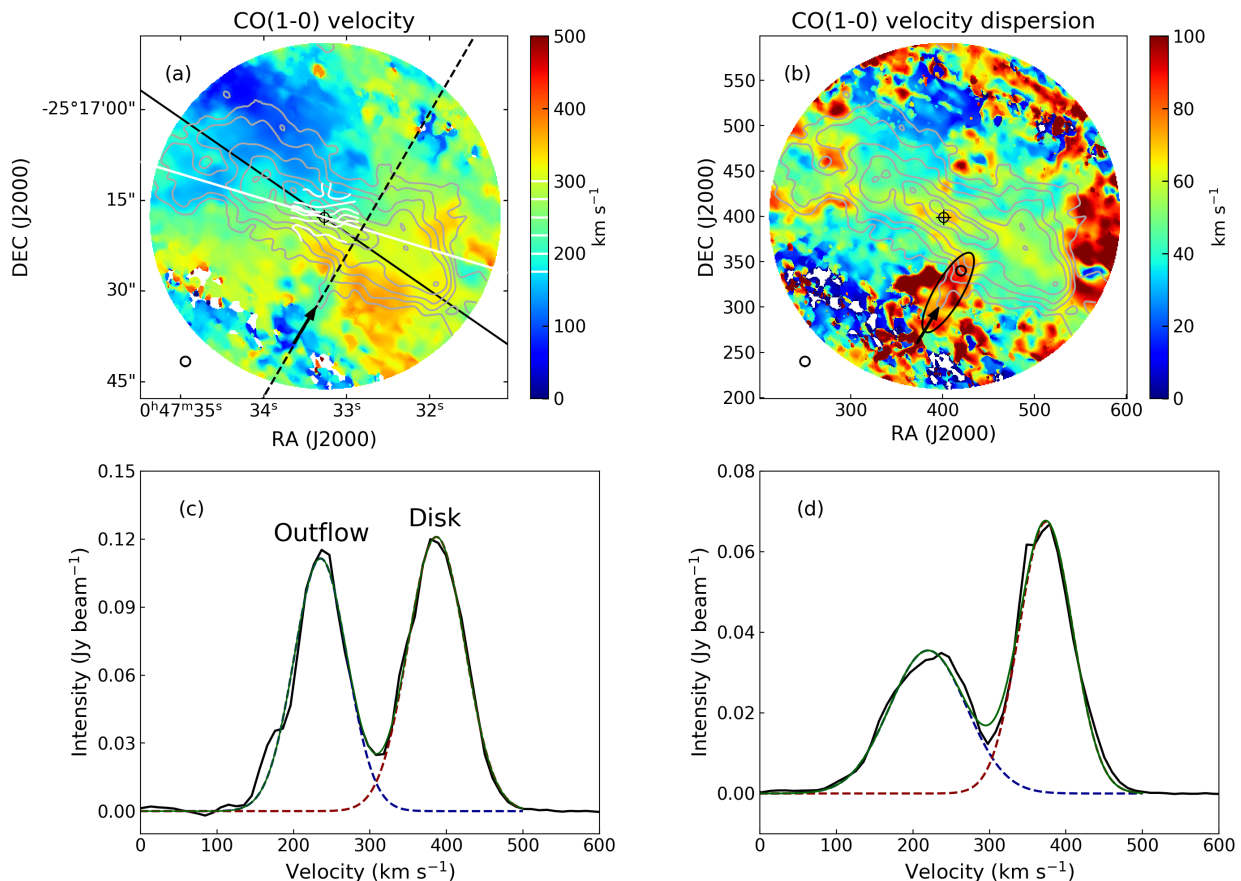 CO(1-0) velocity
(a)
DEC (J2000)
-25°17'00"
15"
30"
45"
0ʰ47ᵐ35ˢ
34ˢ
33ˢ
32ˢ
RA (J2000)
500
400
300
200
100
0
km s⁻¹
CO(1-0) velocity dispersion
(b)
DEC (J2000)
550
500
450
400
350
300
250
200
300
400
500
600
RA (J2000)
100
80
60
40
20
0
km s⁻¹
(c)
Outflow
Disk
Intensity (Jy beam⁻¹)
0.15
0.12
0.09
0.06
0.03
0.00
0
100
200
300
400
500
600
Velocity (km s⁻¹)
(d)
Intensity (Jy beam⁻¹)
0.08
0.06
0.04
0.02
0.00
0
100
200
300
400
500
600
Velocity (km s⁻¹)